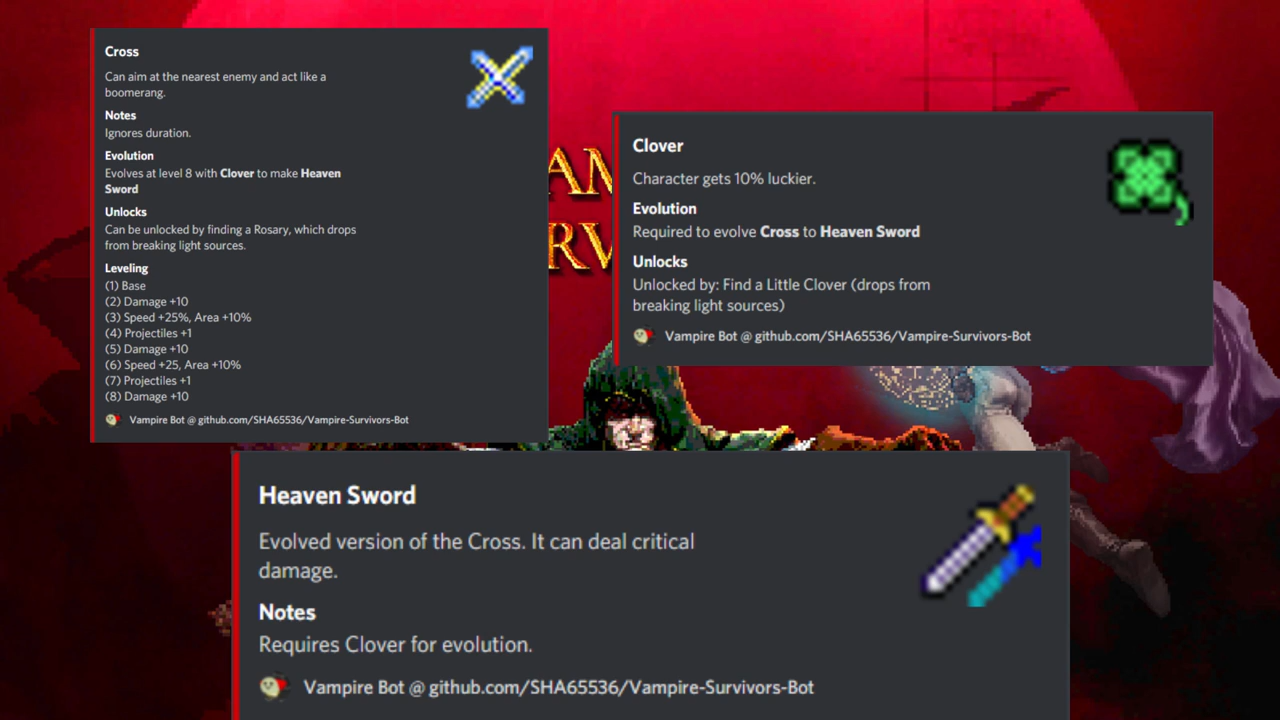 Cross
Can aim at the nearest enemy and act like a
boomerang.
Notes
Ignores duration.
Evolution
Evolves at level 8 with Clover to make Heaven
Sword
Unlocks
Can be unlocked by finding a Rosary, which drops
from breaking light sources.
Leveling
(1) Base
(2) Damage +10
(3) Speed +25%, Area +10%
(4) Projectiles +1
(5) Damage +10
(6) Speed +25, Area +10%
(7) Projectiles +1
(8) Damage +10
Vampire Bot @ github.com/SHA65536/Vampire-Survivors-Bot
Clover
Character gets 10% luckier.
Evolution
Required to evolve Cross to Heaven Sword
Unlocks
Unlocked by: Find a Little Clover (drops from
breaking light sources)
Vampire Bot @ github.com/SHA65536/Vampire-Survivors-Bot
Heaven Sword
Evolved version of the Cross. It can deal critical
damage.
Notes
Requires Clover for evolution.
Vampire Bot @ github.com/SHA65536/Vampire-Survivors-Bot